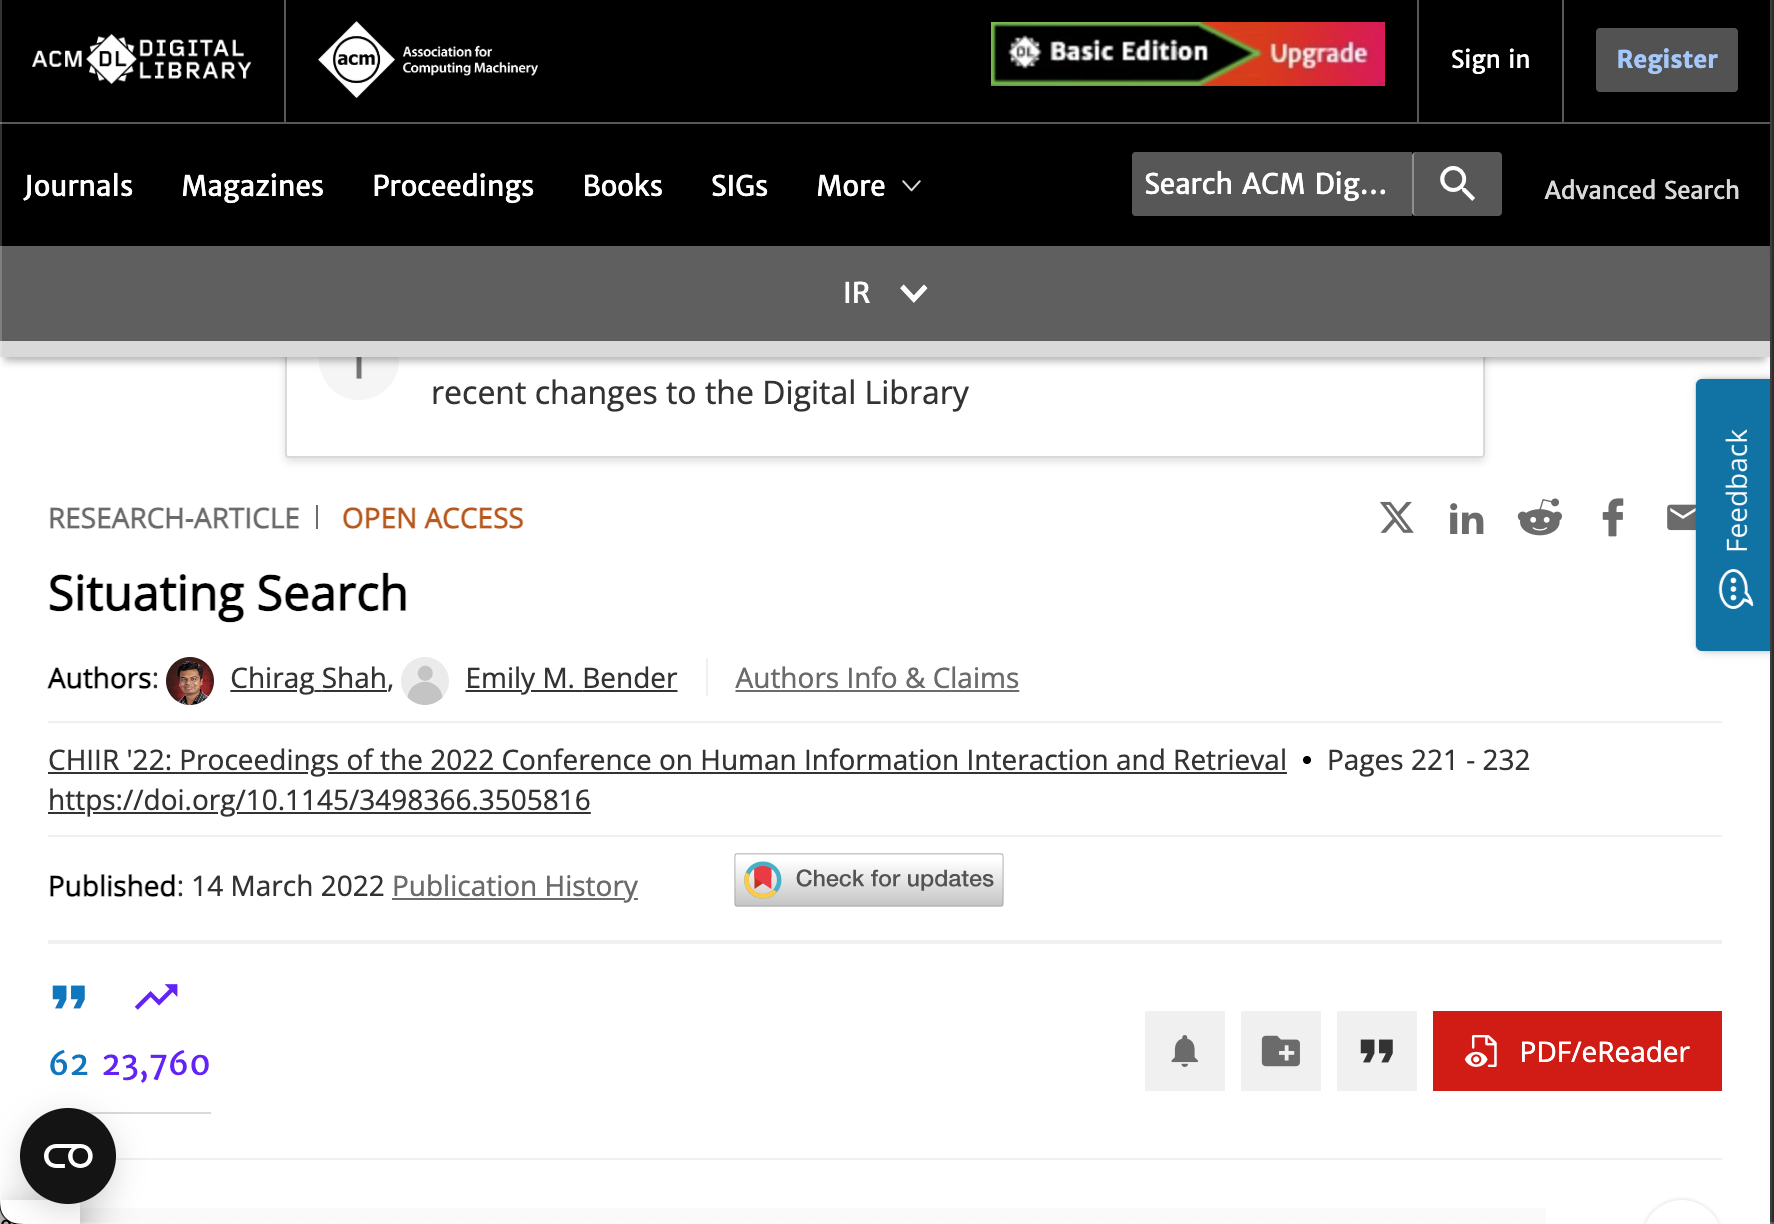 ACM DL DIGITAL LIBRARY
acm Association for Computing Machinery
DL Basic Edition Upgrade
Sign in
Register
Journals Magazines Proceedings Books SIGs More
Search ACM Dig...
Advanced Search
IR
recent changes to the Digital Library
Feedback
RESEARCH-ARTICLE | OPEN ACCESS
Situating Search
Authors: Chirag Shah, Emily M. Bender Authors Info & Claims
CHIIR '22: Proceedings of the 2022 Conference on Human Information Interaction and Retrieval • Pages 221 - 232
https://doi.org/10.1145/3498366.3505816
Published: 14 March 2022 Publication History
Check for updates
62 23,760
PDF/eReader